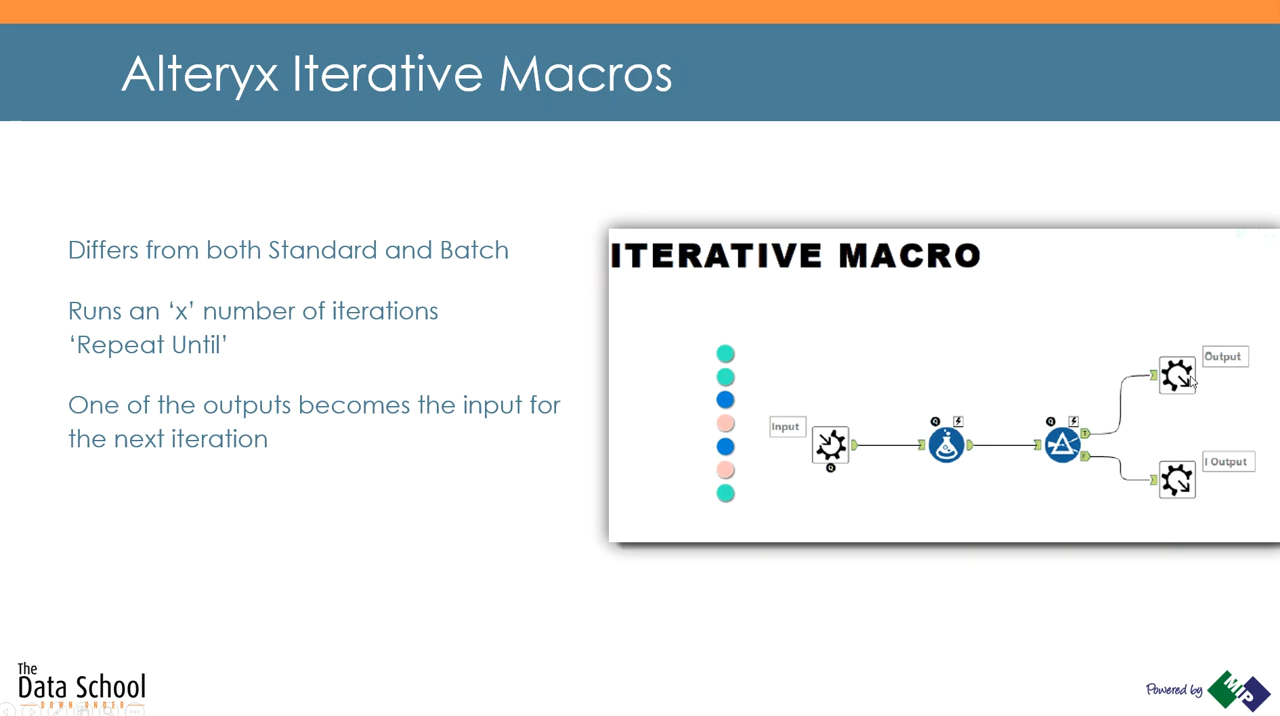 Alteryx Iterative Macros
Differs from both Standard and Batch
Runs an ‘x’ number of iterations
‘Repeat Until’
One of the outputs becomes the input for
the next iteration
ITERATIVE MACRO
Output
Input
Q
Q
T
F
I Output
Q
The
Data School
DOWN UNDER
Powered by
MIP